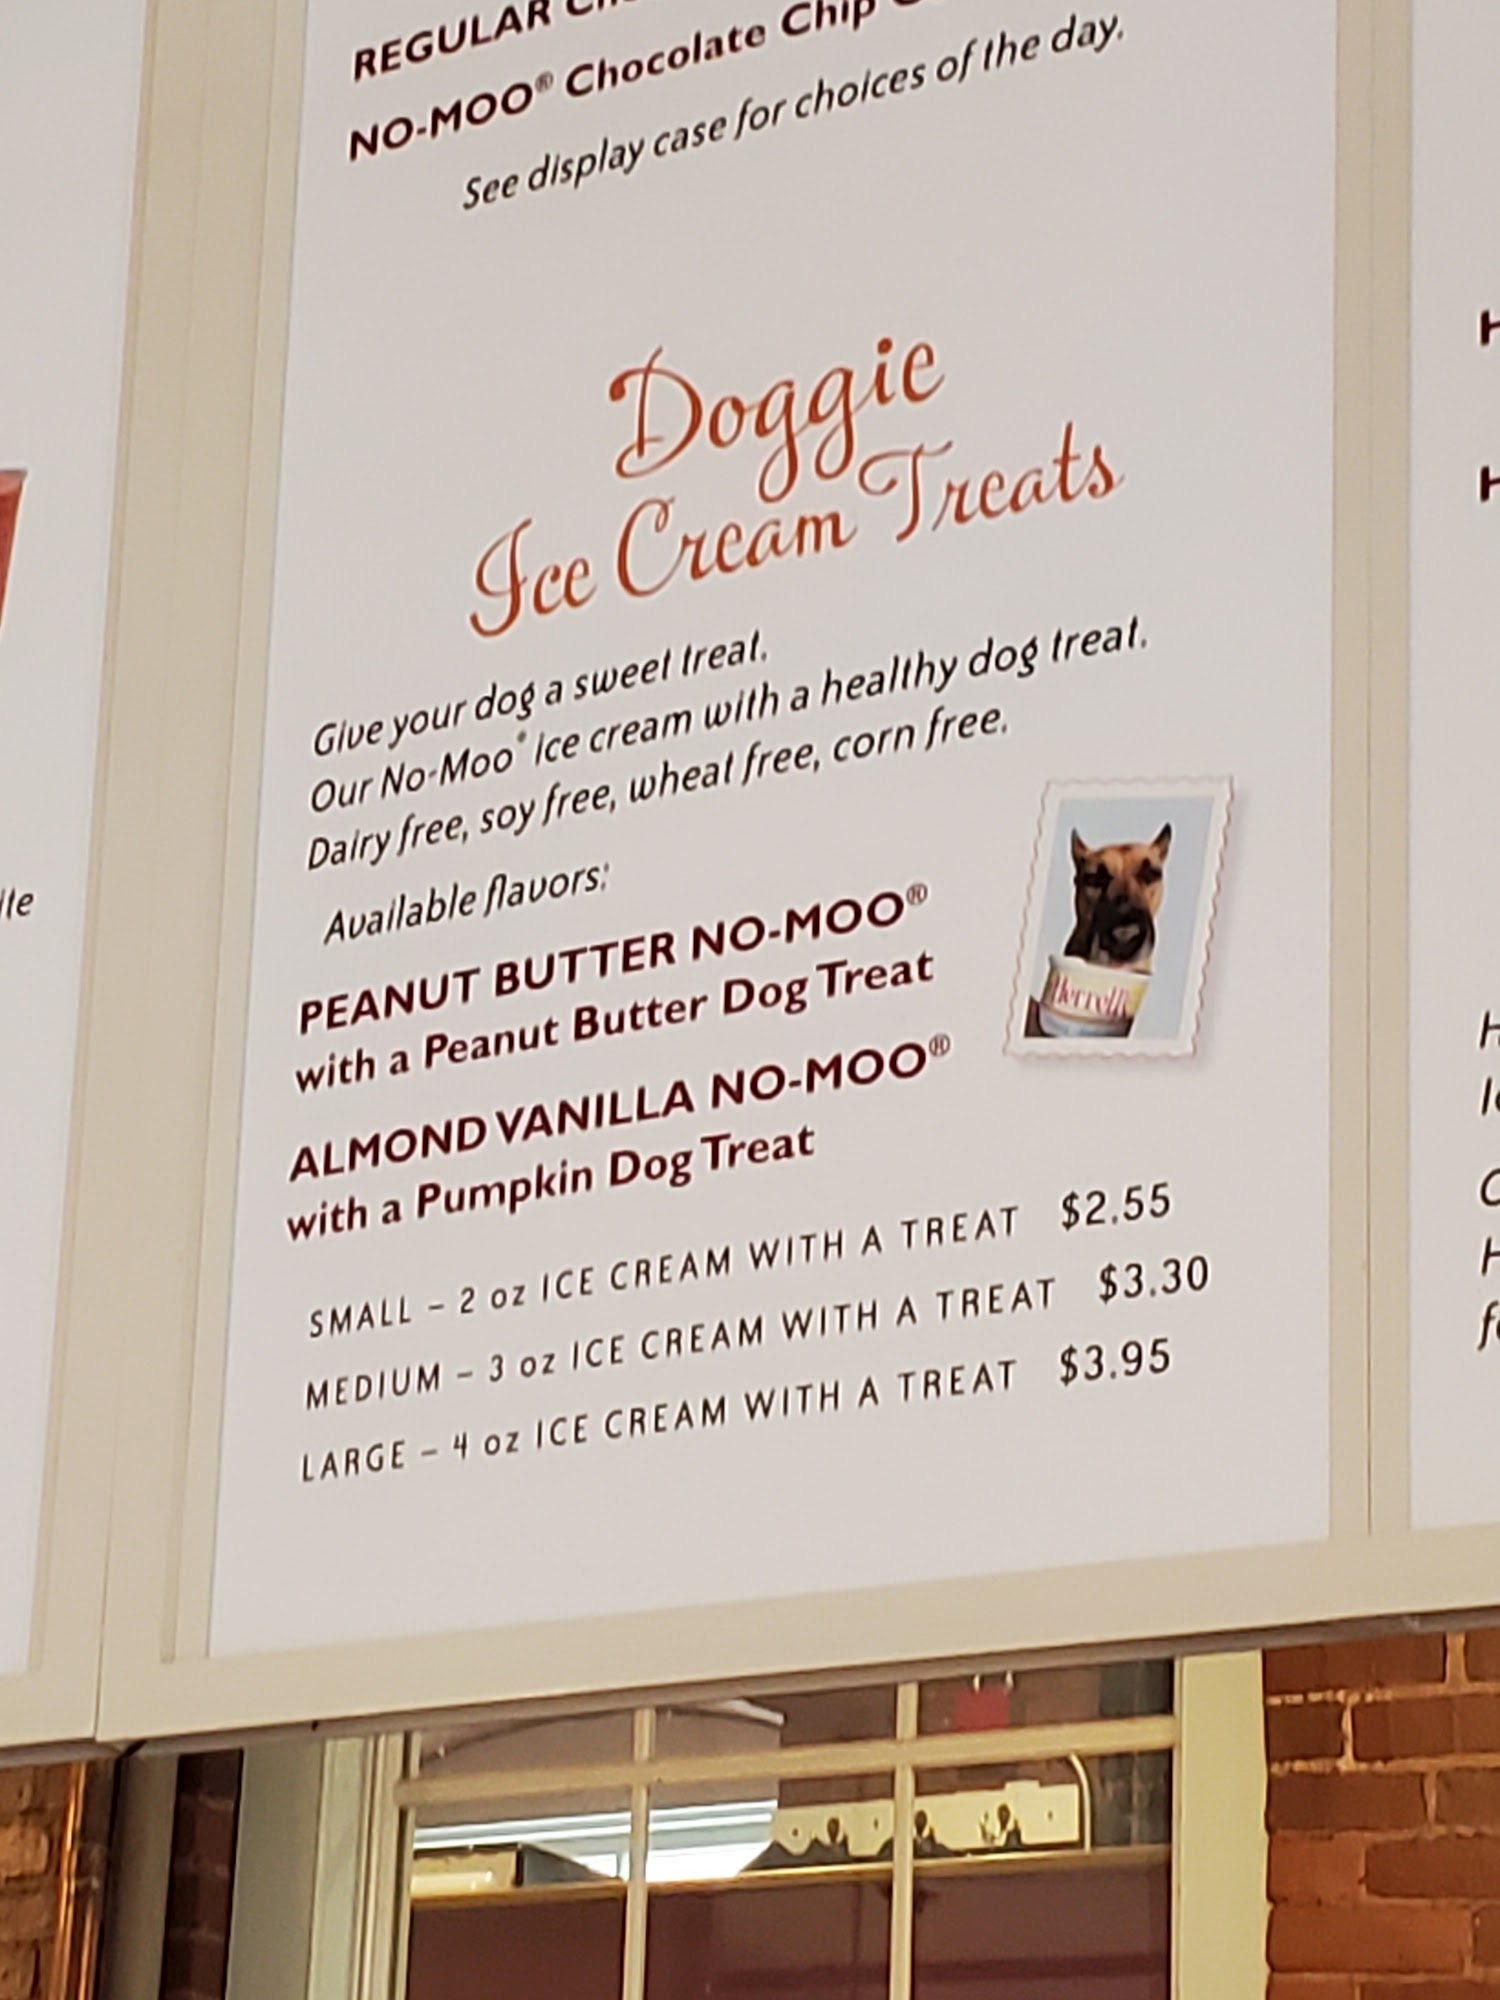 REGULAR
NO-MOO® Chocolate Chip
See display case for choices of the day.
Doggie
Ice Cream Treats
Give your dog a sweet treat.
Our No-Moo® ice cream with a healthy dog treat.
Dairy free, soy free, wheat free, corn free.
Available flavors:
PEANUT BUTTER NO-MOO®
with a Peanut Butter Dog Treat
Herrell's
ALMOND VANILLA NO-MOO®
with a Pumpkin Dog Treat
SMALL – 2 oz ICE CREAM WITH A TREAT $2.55
MEDIUM – 3 oz ICE CREAM WITH A TREAT $3.30
LARGE – 4 oz ICE CREAM WITH A TREAT $3.95